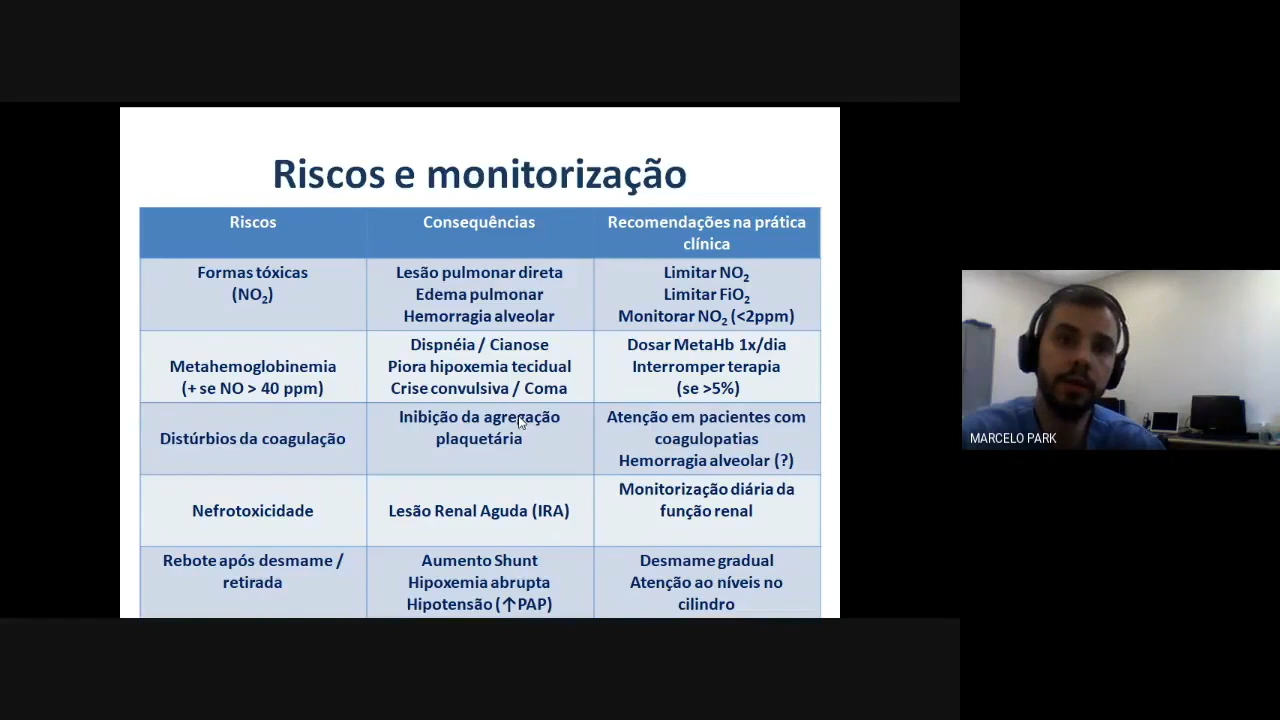 Riscos e monitorização
Riscos
Consequências
Recomendações na prática
clínica
Formas tóxicas
(NO₂)
Lesão pulmonar direta
Edema pulmonar
Hemorragia alveolar
Limitar NO₂
Limitar FiO₂
Monitorar NO₂ (<2ppm)
Metahemoglobinemia
(+ se NO > 40 ppm)
Dispnéia / Cianose
Piora hipoxemia tecidual
Crise convulsiva / Coma
Dosar MetaHb 1x/dia
Interromper terapia
(se >5%)
Distúrbios da coagulação
Inibição da agregação
plaquetária
Atenção em pacientes com
coagulopatias
Hemorragia alveolar (?)
Nefrotoxicidade
Lesão Renal Aguda (IRA)
Monitorização diária da
função renal
Rebote após desmame /
retirada
Aumento Shunt
Hipoxemia abrupta
Hipotensão (↑PAP)
Desmame gradual
Atenção ao níveis no
cilindro
MARCELO PARK